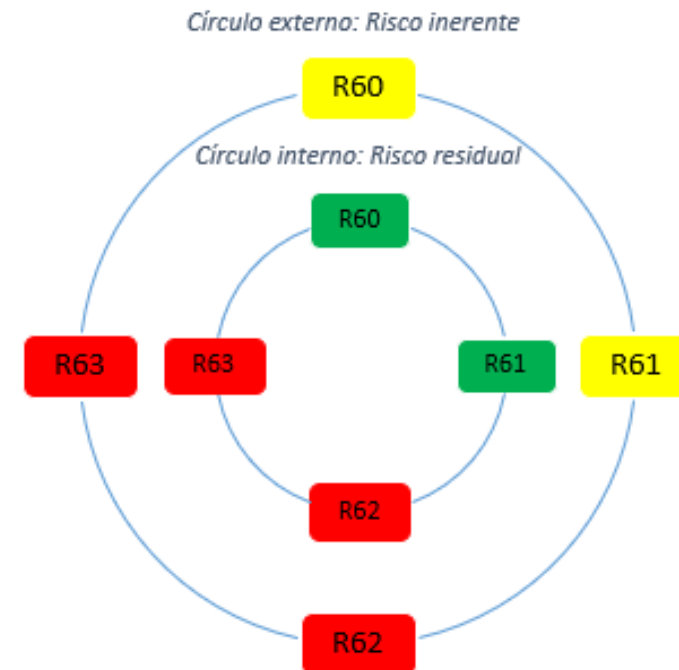 Círculo externo: Risco inerente
R60
Círculo interno: Risco residual
R60
R63
R63
R61
R61
R62
R62